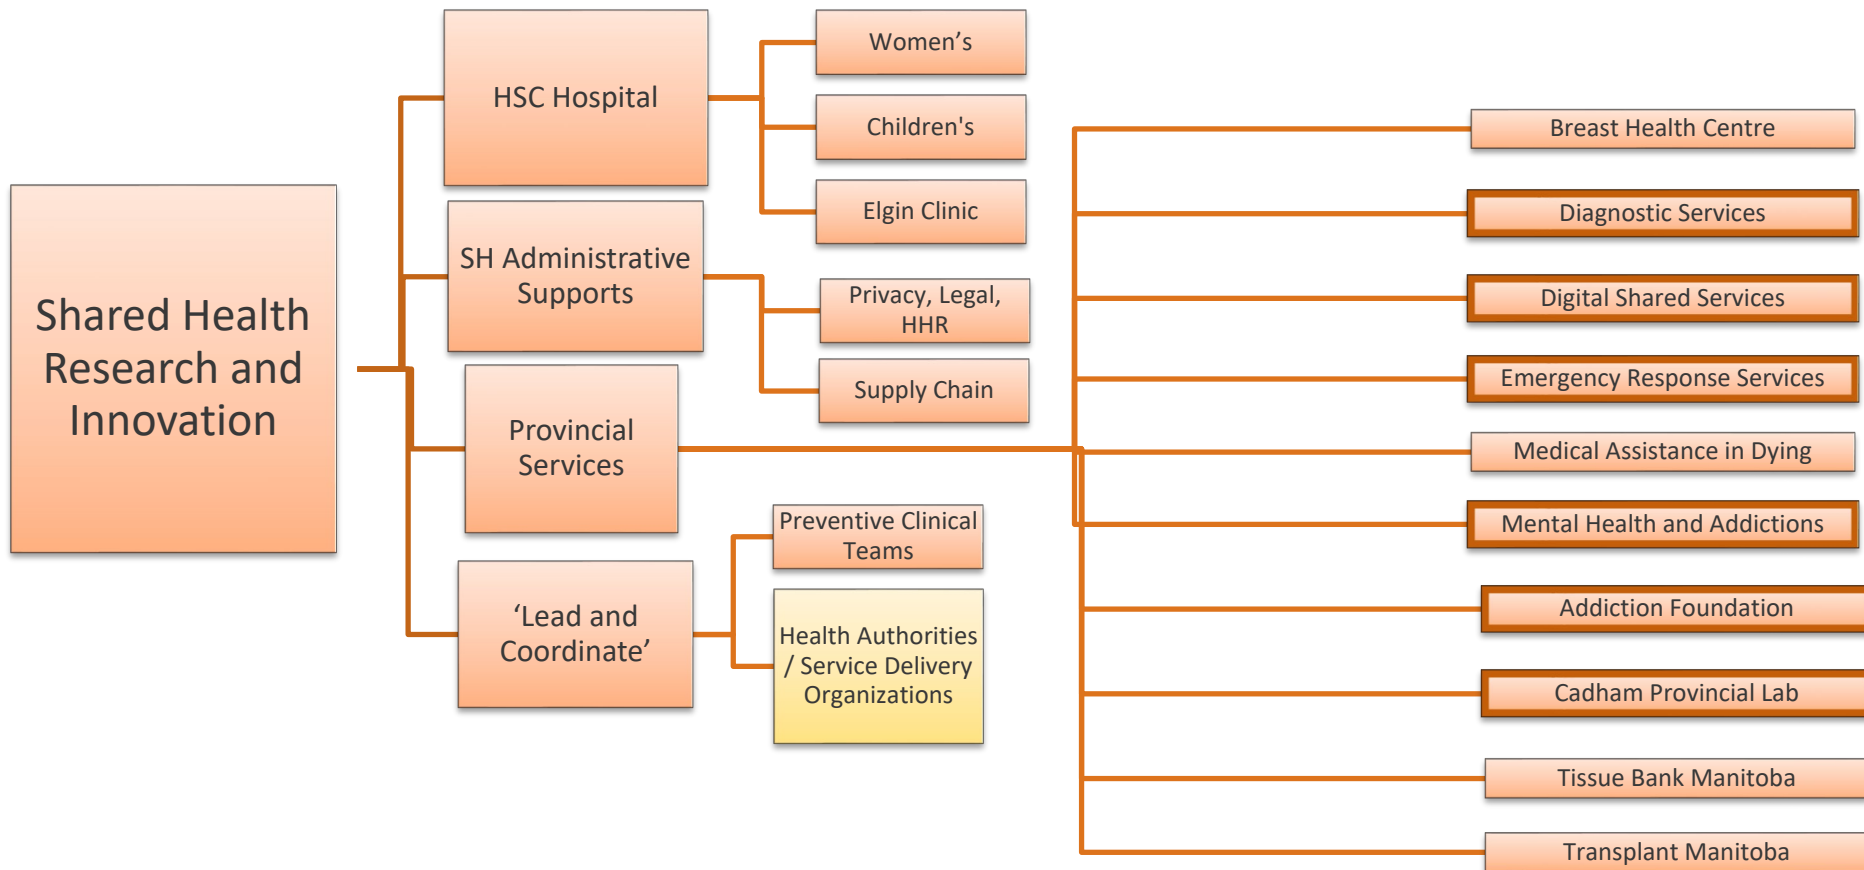 Shared Health
Research and
Innovation
HSC Hospital
Women’s
Children's
Elgin Clinic
SH Administrative
Supports
Privacy, Legal,
HHR
Supply Chain
Provincial
Services
Breast Health Centre
Diagnostic Services
Digital Shared Services
Emergency Response Services
Medical Assistance in Dying
Mental Health and Addictions
Addiction Foundation
Cadham Provincial Lab
Tissue Bank Manitoba
Transplant Manitoba
‘Lead and
Coordinate’
Preventive Clinical
Teams
Health Authorities
/ Service Delivery
Organizations